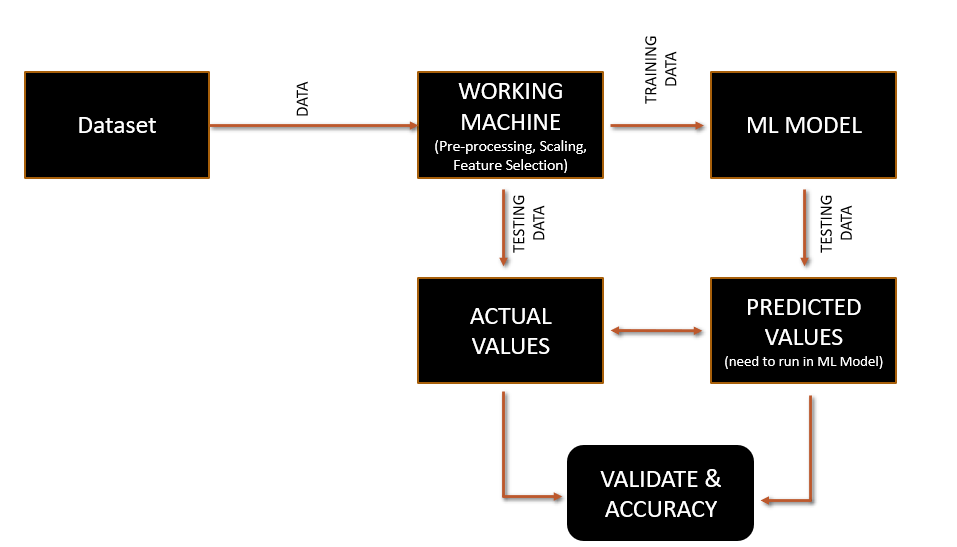 Dataset
DATA
WORKING
MACHINE
(Pre-processing, Scaling,
Feature Selection)
TRAINING
DATA
ML MODEL
TESTING
DATA
TESTING
DATA
ACTUAL
VALUES
PREDICTED
VALUES
(need to run in ML Model)
VALIDATE &
ACCURACY